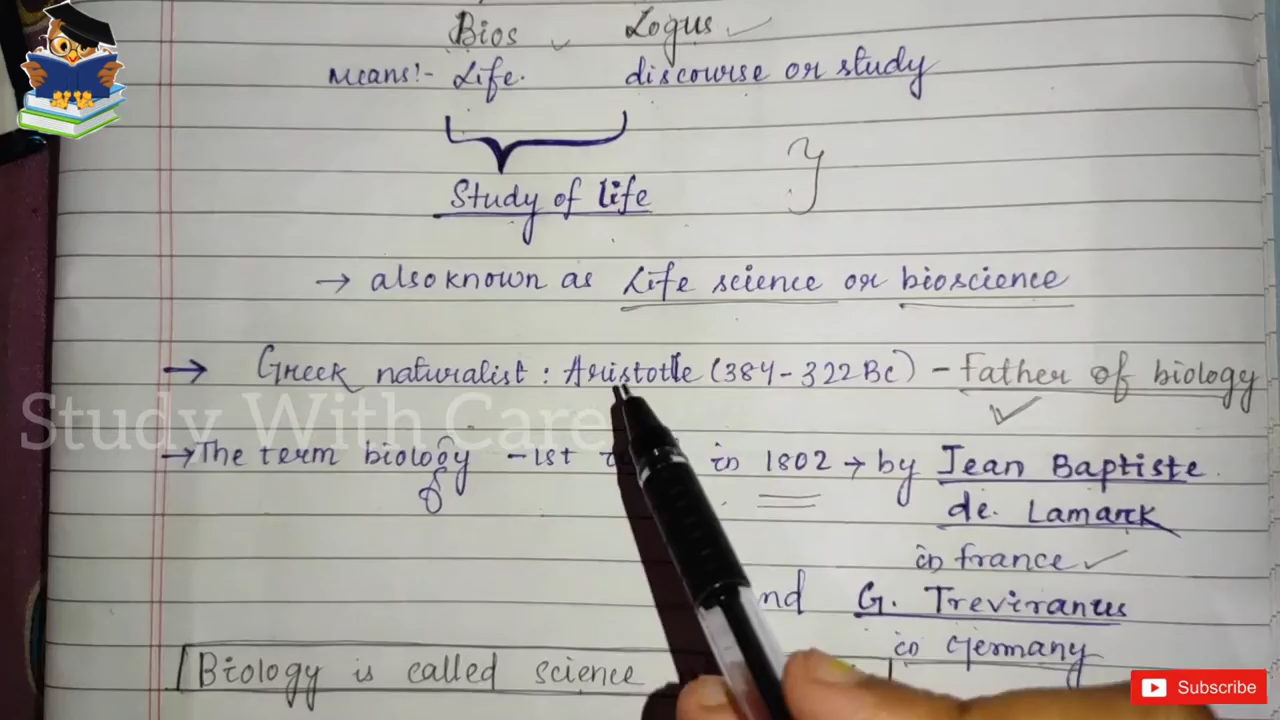 Bios Logus
Means:- Life. discourse or study
Study of life
→ also known as Life science or bioscience
→ Greek naturalist : Aristotle (384-322 BC) - Father of biology
Study With Care
→ The term biology - 1st in 1802 → by Jean Baptiste
de. Lamarck
in france
nd G. Treviranus
in Germany
Biology is called science
Subscribe